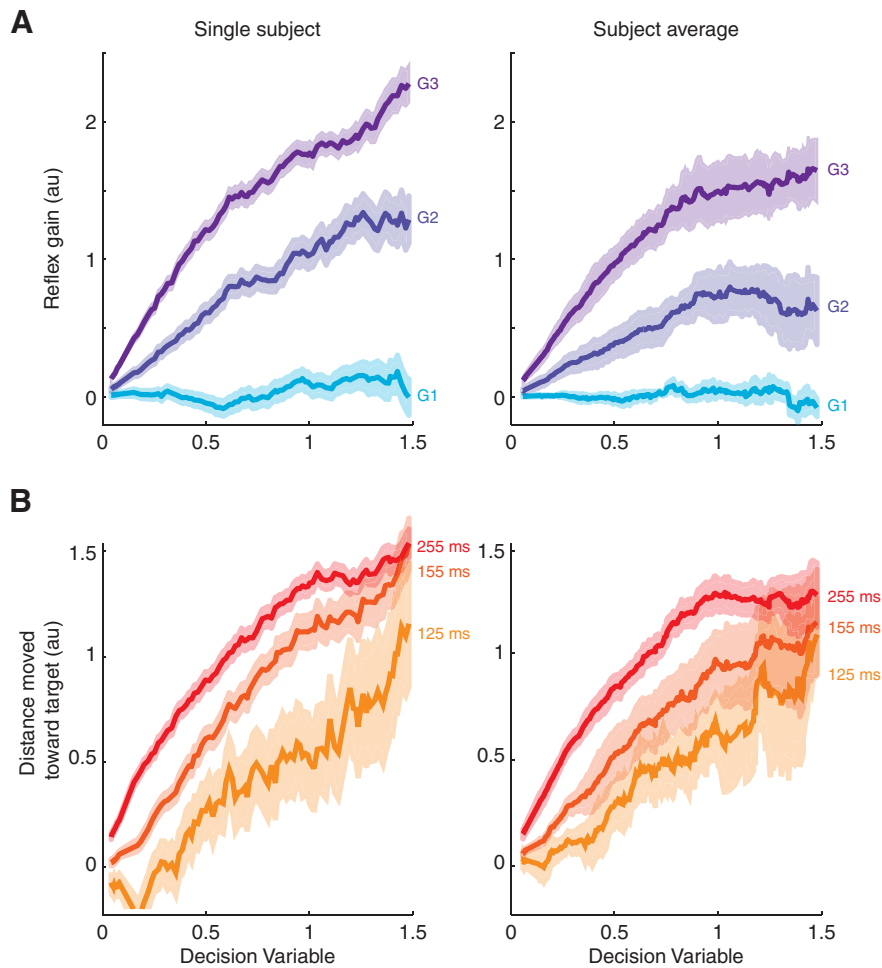 A
Single subject
Subject average
Reflex gain (au)
2
1
0
0
0.5
1
1.5
G3
G2
G1
2
1
0
0
0.5
1
1.5
G3
G2
G1
B
Distance moved
toward target (au)
1.5
1
0.5
0
0
0.5
1
1.5
Decision Variable
255 ms
155 ms
125 ms
1.5
1
0.5
0
0
0.5
1
1.5
Decision Variable
255 ms
155 ms
125 ms